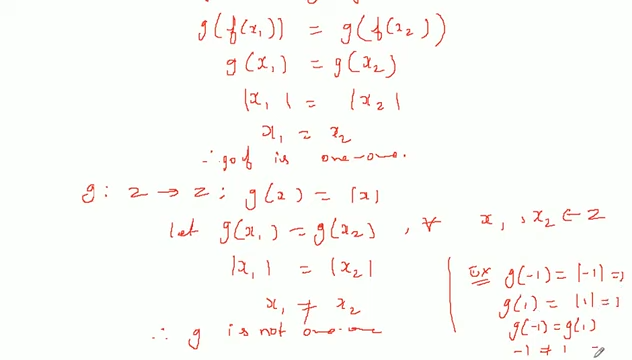 g(f(x₁)) = g(f(x₂))
g(x₁) = g(x₂)
|x₁| = |x₂|
x₁ = x₂
∴ gof is one-one.
g : Z → Z : g(x) = |x|
let g(x₁) = g(x₂) , ∀ x₁, x₂ ∈ Z
|x₁| = |x₂|
x₁ ≠ x₂
∴ g is not one-one
Ex g(-1) = |-1| = 1
g(1) = |1| = 1
g(-1) = g(1)
-1 ≠ 1